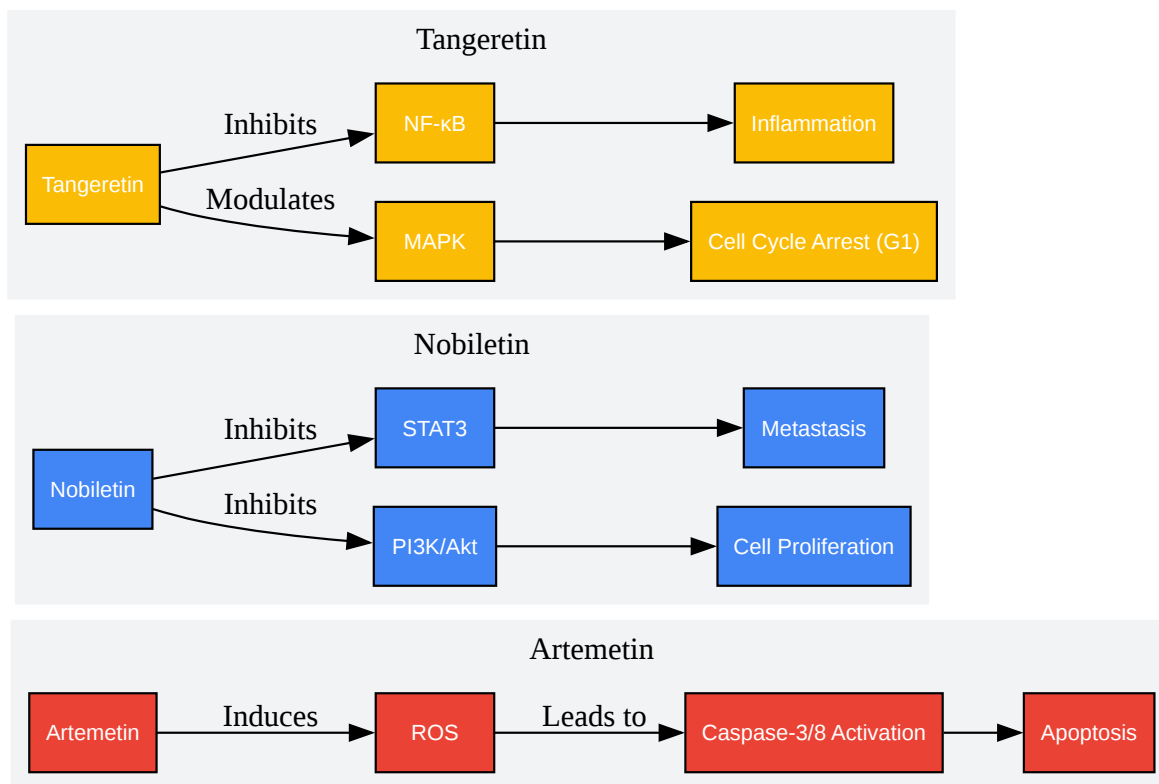 Tangeretin
Tangeretin
Inhibits
NF-κB
Inflammation
Modulates
MAPK
Cell Cycle Arrest (G1)
Nobiletin
Nobiletin
Inhibits
STAT3
Metastasis
Inhibits
PI3K/Akt
Cell Proliferation
Artemetin
Artemetin
Induces
ROS
Leads to
Caspase-3/8 Activation
Apoptosis